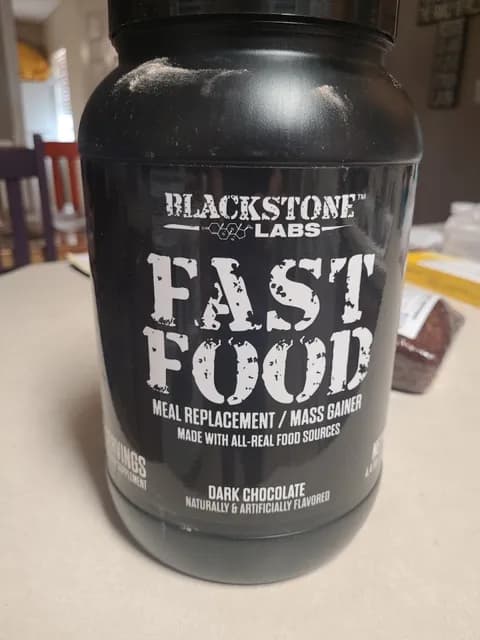 BLACKSTONE™
LABS
FAST
FOOD
MEAL REPLACEMENT / MASS GAINER
MADE WITH ALL-REAL FOOD SOURCES
DARK CHOCOLATE
NATURALLY & ARTIFICIALLY FLAVORED